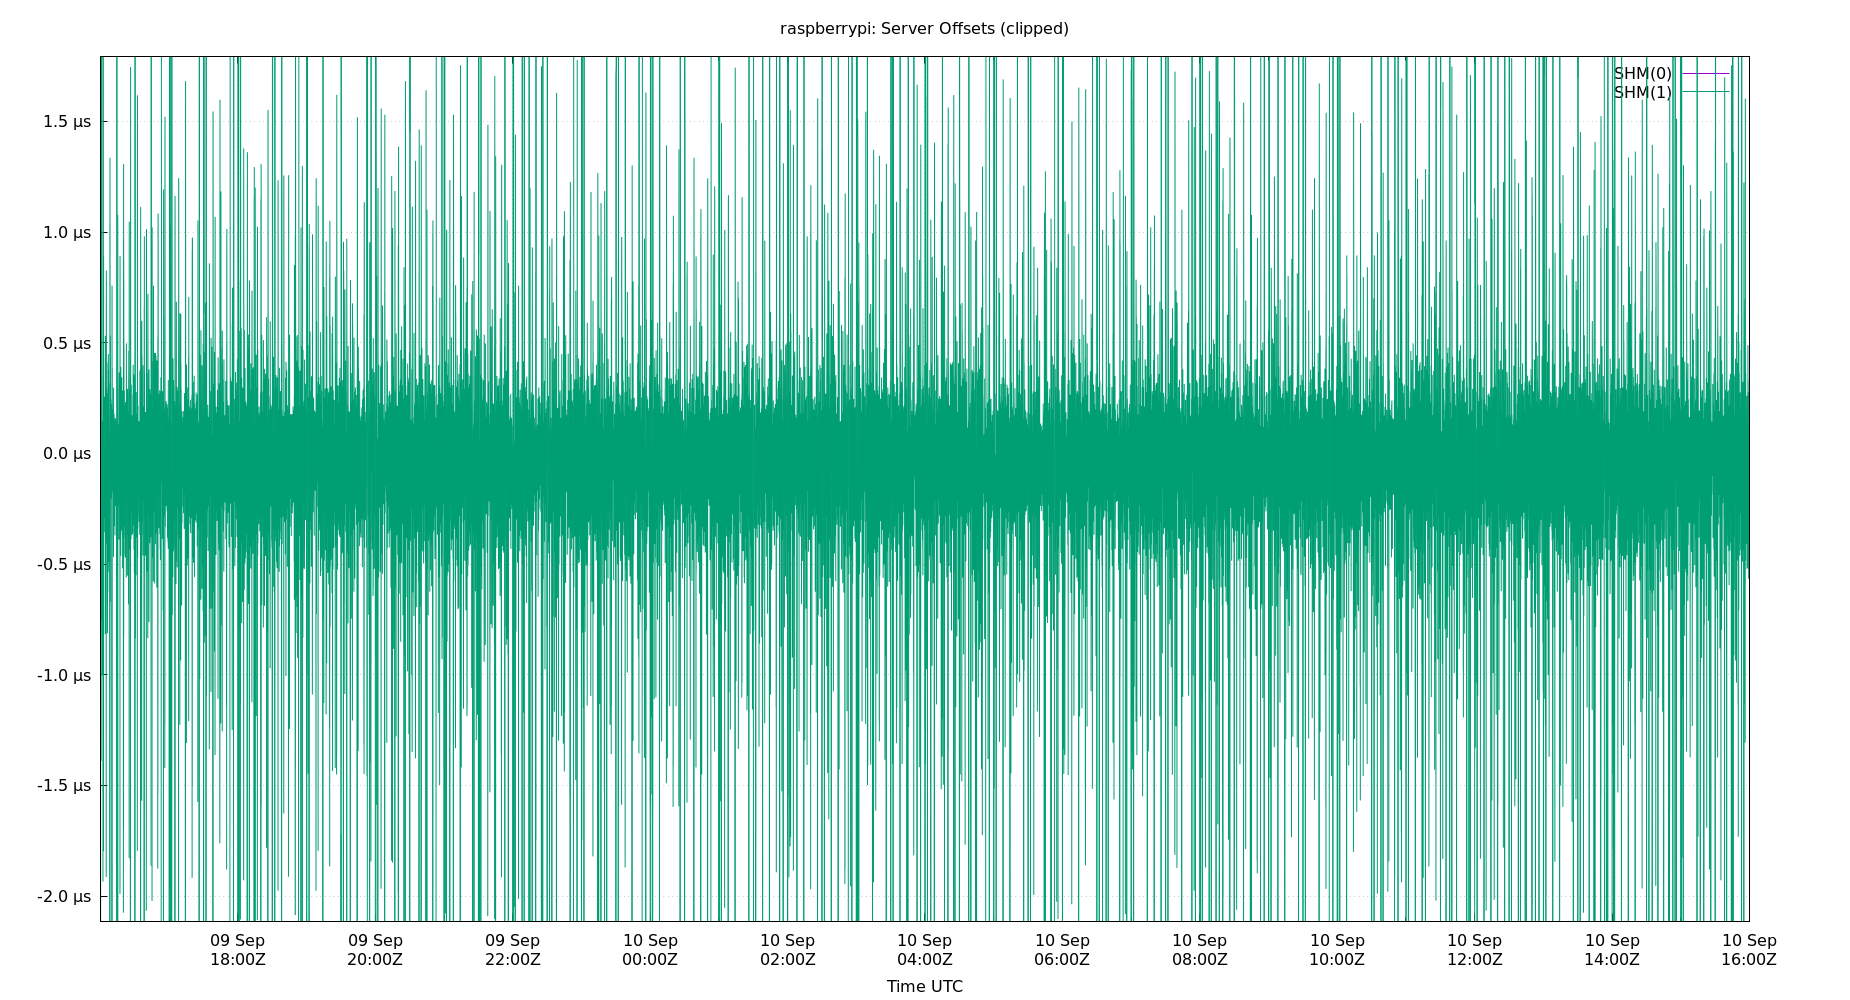 raspberrypi: Server Offsets (clipped)
SHM(0)
SHM(1)
1.5 µs
1.0 µs
0.5 µs
0.0 µs
-0.5 µs
-1.0 µs
-1.5 µs
-2.0 µs
09 Sep 09 Sep 09 Sep 10 Sep 10 Sep 10 Sep 10 Sep 10 Sep 10 Sep 10 Sep 10 Sep 10 Sep
18:00Z 20:00Z 22:00Z 00:00Z 02:00Z 04:00Z 06:00Z 08:00Z 10:00Z 12:00Z 14:00Z 16:00Z
Time UTC